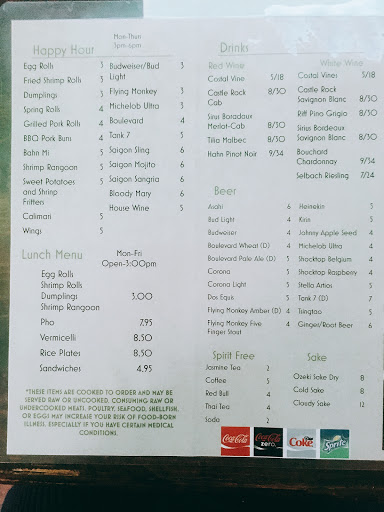 Happy Hour
Mon-Thurs
3pm-6pm
Egg Rolls 3
Fried Shrimp Rolls 3
Dumplings 3
Spring Rolls 4
Grilled Pork Rolls 4
BBQ Pork Buns 4
Bahn Mi 5
Shrimp Rangoon 5
Sweet Potatoes 5
and Shrimp
Fritters
Calimari 5
Wings 5
Budweiser/Bud 3
Light
Flying Monkey 3
Michelob Ultra 3
Boulevard 4
Tank 7 5
Saigon Sling 6
Saigon Mojito 6
Saigon Sangria 6
Bloody Mary 6
House Wine 5
Lunch Menu
Mon-Fri
Open-3:00pm
Egg Rolls
Shrimp Rolls
Dumplings 3.00
Shrimp Rangoon
Pho 7.95
Vermicelli 8.50
Rice Plates 8.50
Sandwiches 4.95
*THESE ITEMS ARE COOKED TO ORDER AND MAY BE
SERVED RAW OR UNCOOKED, CONSUMING RAW OR
UNDERCOOKED MEATS, POULTRY, SEAFOOD, SHELLFISH,
OR EGGS MAY INCREASE YOUR RISK OF FOOD-BORN
ILLNESS, ESPECIALLY IF YOU HAVE CERTAIN MEDICAL
CONDITIONS.
Drinks
Red Wine
Costal Vine 5/18
Castle Rock 8/30
Cab
Sirus Boradoux
Merlot-Cab 8/30
Tilia Malbec 8/30
Hahn Pinot Noir 9/34
White Wine
Costal Vines 5/18
Castle Rock
Savignon Blanc 8/30
Riff Pino Grigio 8/30
Sirius Bordeaux
Savignon Blanc 8/30
Bouchard
Chardonnay 9/34
Selbach Riesling 7/24
Beer
Asahi 6
Bud Light 4
Budweiser 4
Boulevard Wheat (D) 4
Boulevard Pale Ale (D) 5
Corona 5
Corona Light 5
Dos Equis 5
Flying Monkey Amber (D) 4
Flying Monkey Five 4
Finger Stout
Heinekin 5
Kirin 5
Johnny Apple Seed 4
Michelob Ultra 4
Shocktop Belgium 4
Shocktop Raspberry 4
Stella Artios 5
Tank 7 (D) 7
Tsingtao 5
Ginger/Root Beer 6
Spirit Free
Jasmine Tea 2
Coffee 5
Red Bull 4
Thai Tea 4
Soda 2
Sake
Ozeki Sake Dry 8
Cold Sake 8
Cloudy Sake 12
Coca-Cola
Coca-Cola
zero
Diet
Coke
Sprite